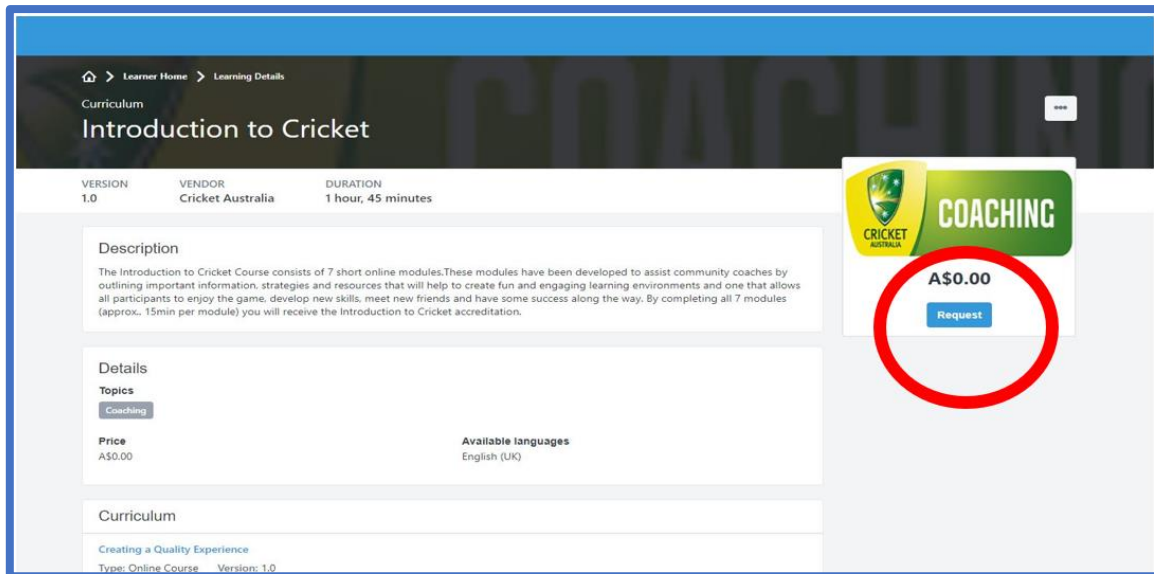 Learner Home > Learning Details
Curriculum
Introduction to Cricket
COACHING
VERSION VENDOR DURATION
1.0 Cricket Australia 1 hour, 45 minutes
CRICKET
AUSTRALIA
COACHING
A$0.00
Request
Description
The Introduction to Cricket Course consists of 7 short online modules.These modules have been developed to assist community coaches by
outlining important information, strategies and resources that will help to create fun and engaging learning environments and one that allows
all participants to enjoy the game, develop new skills, meet new friends and have some success along the way. By completing all 7 modules
(approx.. 15min per module) you will receive the Introduction to Cricket accreditation.
Details
Topics
Coaching
Price Available languages
A$0.00 English (UK)
Curriculum
Creating a Quality Experience
Type: Online Course Version: 1.0